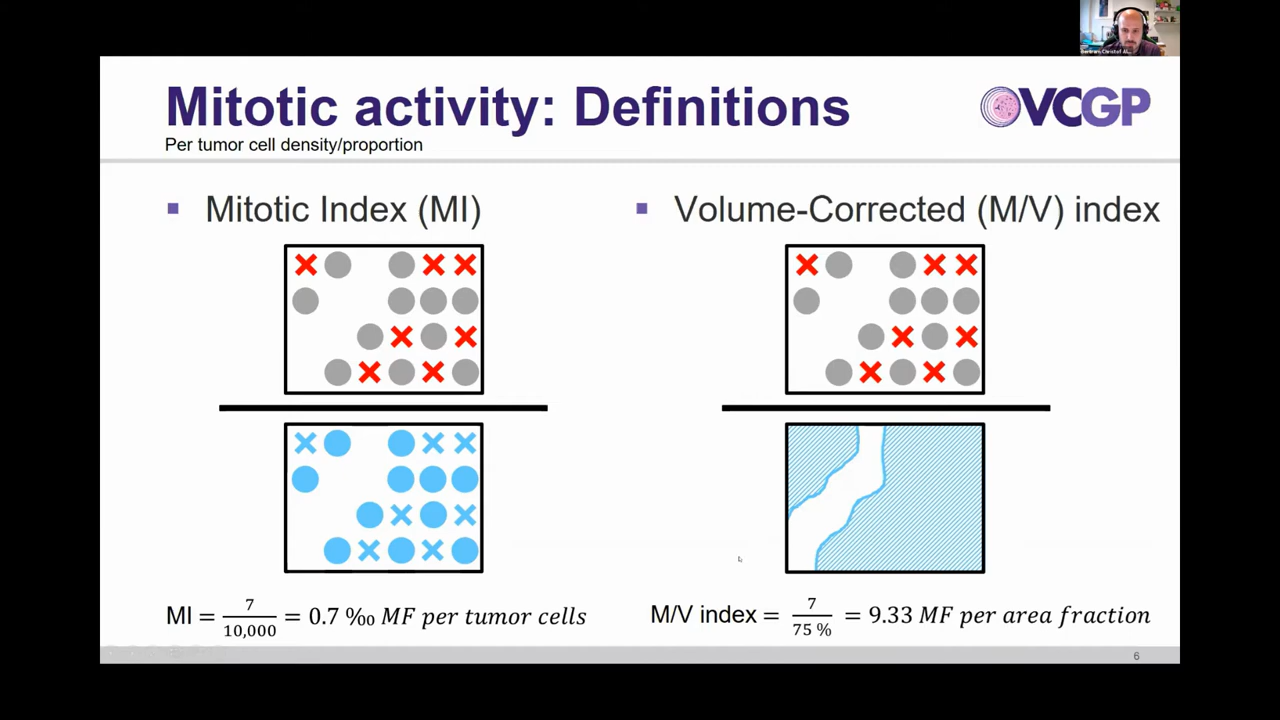 Mitotic activity: Definitions
VCGP
Per tumor cell density/proportion
▪ Mitotic Index (MI)
▪ Volume-Corrected (M/V) index
MI = 7/10,000 = 0.7 ‰ MF per tumor cells
M/V index = 7/75 % = 9.33 MF per area fraction
6